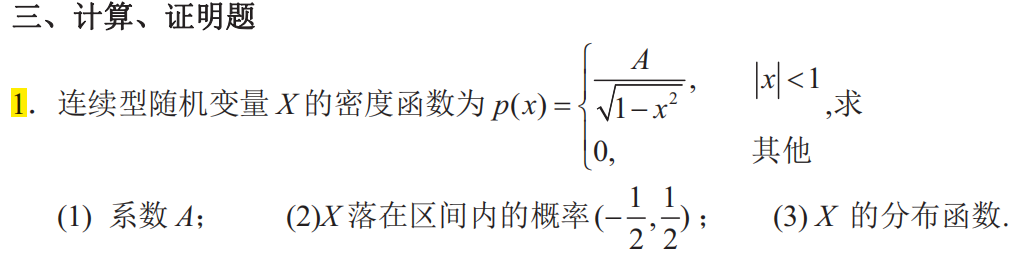 三、计算、证明题
1. 连续型随机变量 X 的密度函数为 p(x) = { A/√(1−x²), |x|<1; 0, 其他 ,求
(1) 系数 A; (2)X 落在区间内的概率(−1/2, 1/2); (3) X 的分布函数.